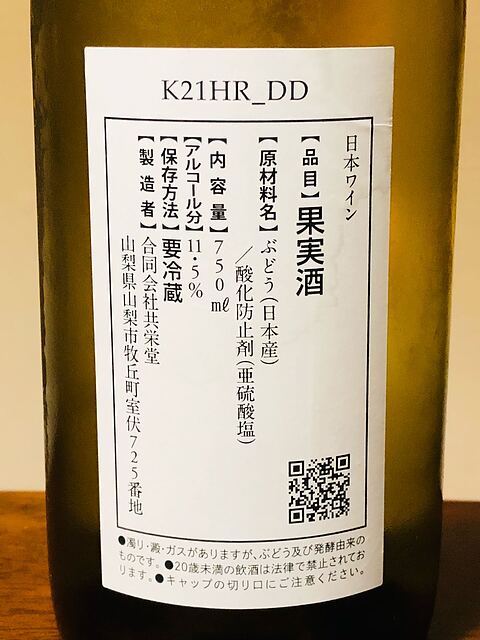 K21HR_DD
日本ワイン
【品目】果実酒
【原材料名】ぶどう(日本産)
／酸化防止剤(亜硫酸塩)
【内容量】750㎖
【アルコール分】11・5%
【保存方法】要冷蔵
【製造者】合同会社共栄堂
山梨県山梨市牧丘町室伏725番地
●濁り・澱・ガスがありますが、ぶどう及び発酵由来の
ものです。●20歳未満の飲酒は法律で禁止されてお
ります。●キャップの切り口にご注意ください。